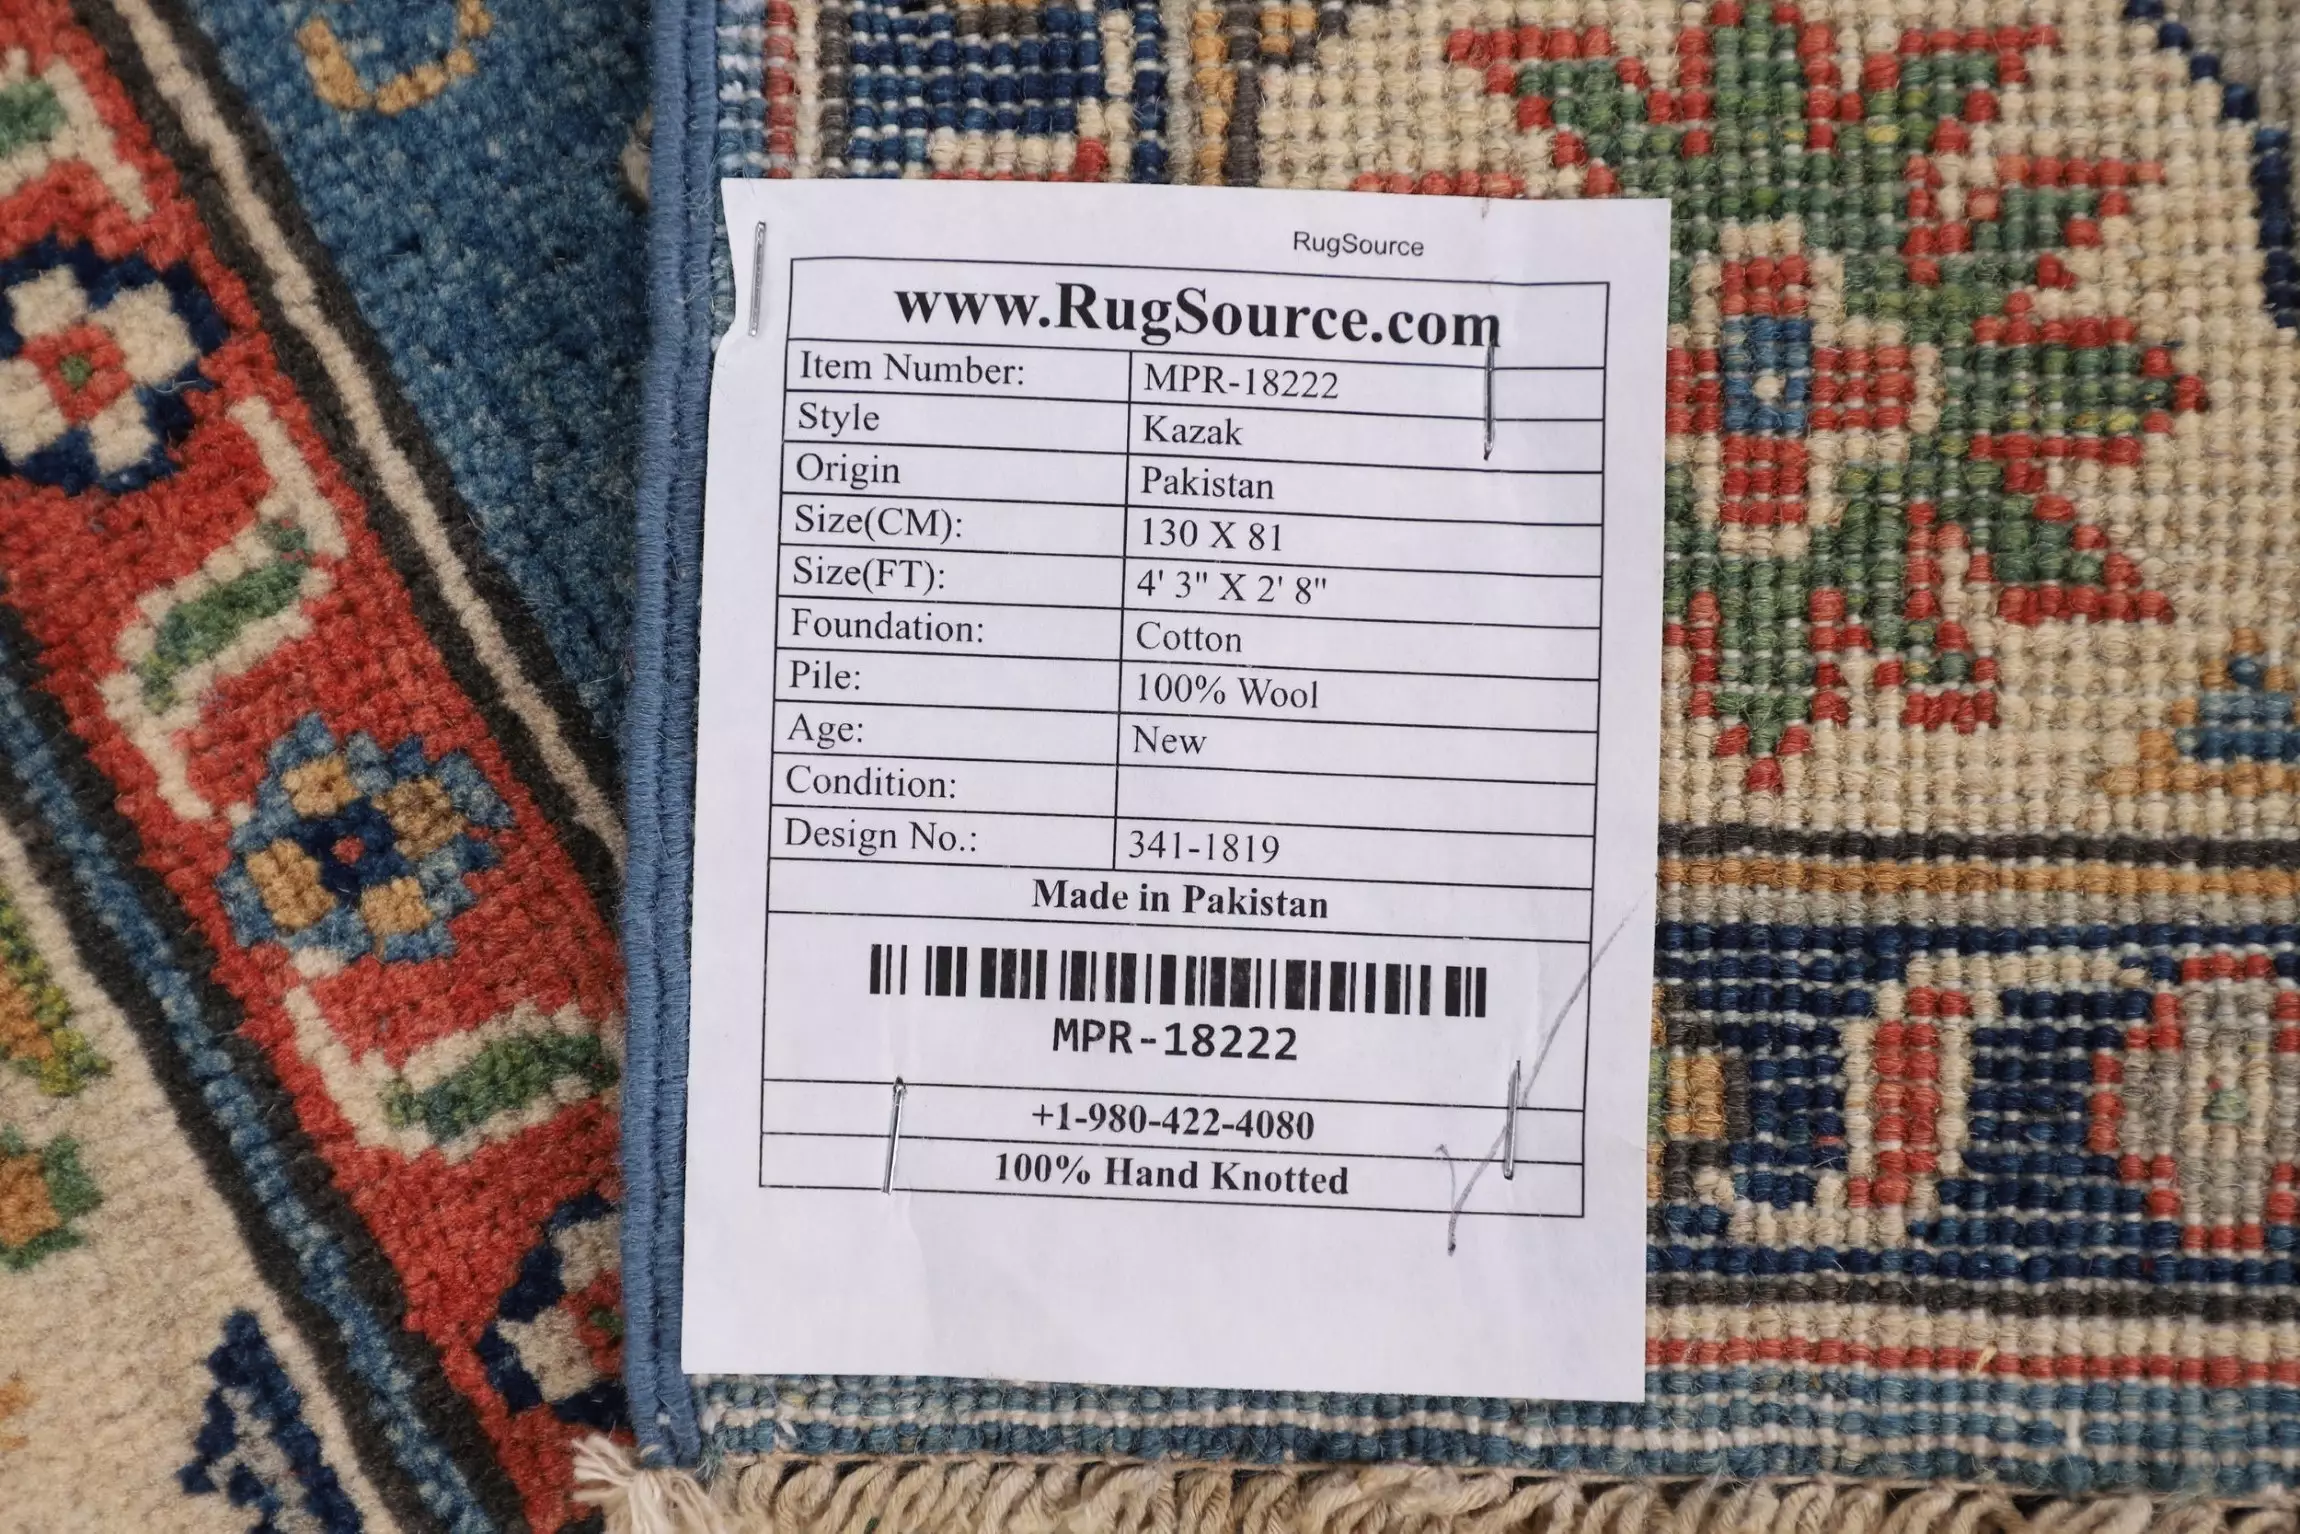 RugSource
www.RugSource.com
Item Number: MPR-18222
Style Kazak
Origin Pakistan
Size(CM): 130 X 81
Size(FT): 4' 3" X 2' 8"
Foundation: Cotton
Pile: 100% Wool
Age: New
Condition:
Design No.: 341-1819
Made in Pakistan
MPR-18222
+1-980-422-4080
100% Hand Knotted